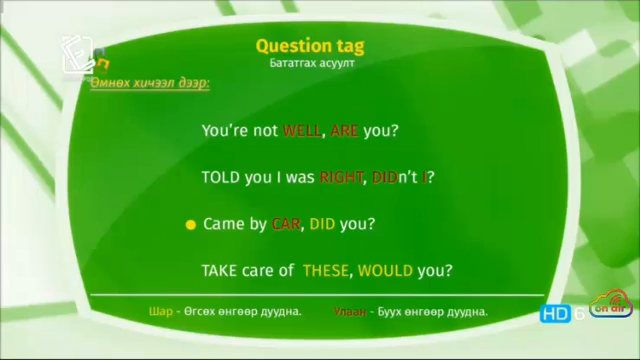 Question tag
Бататгах асуулт
Өмнөх хичээл дээр:
You're not WELL, ARE you?
TOLD you I was RIGHT, DIDn't I?
Came by CAR, DID you?
TAKE care of THESE, WOULD you?
Шар - Өгсөх өнгөөр дуудна. Улаан - Буух өнгөөр дуудна.
HD 6 on air